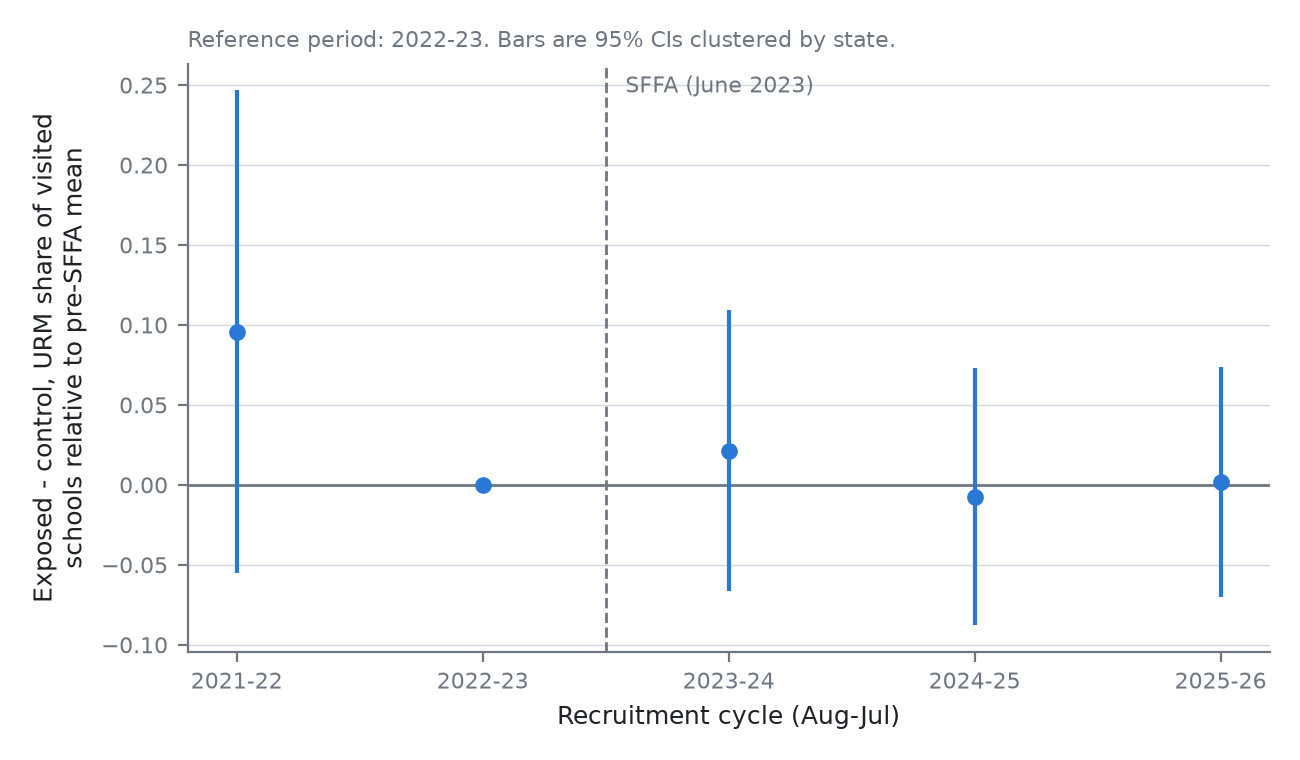 Reference period: 2022-23. Bars are 95% CIs clustered by state.
SFFA (June 2023)
Exposed - control, URM share of visited
schools relative to pre-SFFA mean
0.25
0.20
0.15
0.10
0.05
0.00
−0.05
−0.10
2021-22
2022-23
2023-24
2024-25
2025-26
Recruitment cycle (Aug-Jul)